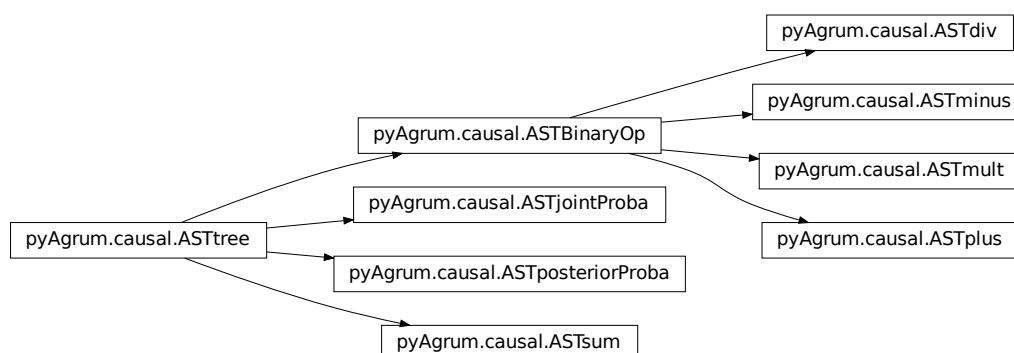 pyAgrum.causal.ASTdiv
pyAgrum.causal.ASTminus
pyAgrum.causal.ASTBinaryOp
pyAgrum.causal.ASTmult
pyAgrum.causal.ASTjointProba
pyAgrum.causal.ASTtree
pyAgrum.causal.ASTplus
pyAgrum.causal.ASTposteriorProba
pyAgrum.causal.ASTsum